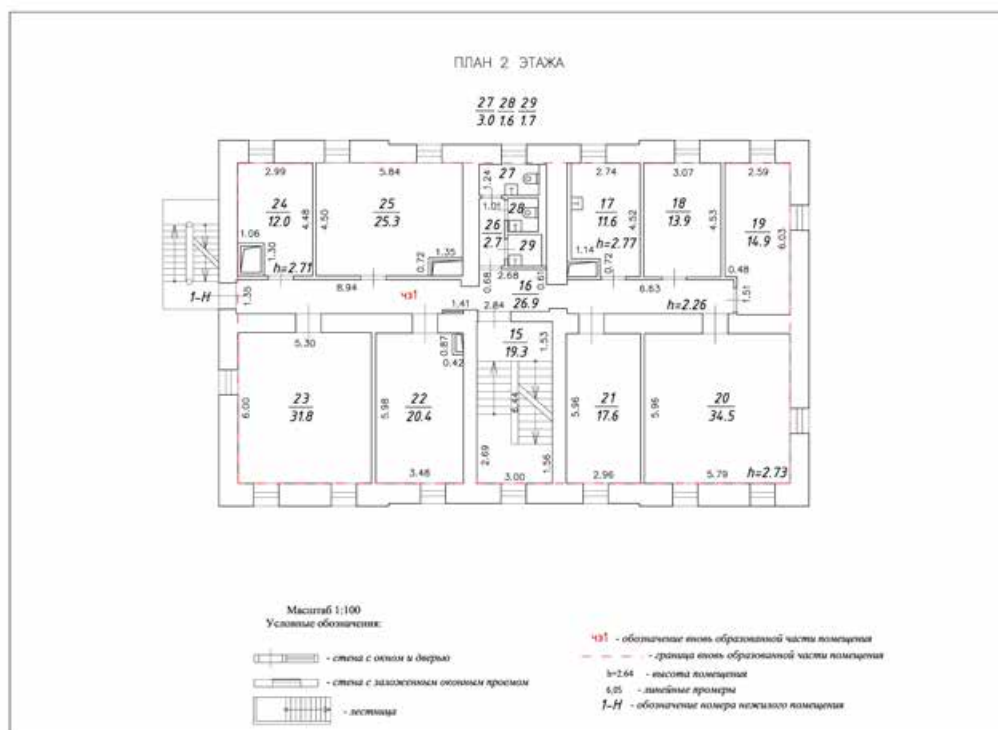 ПЛАН 2 ЭТАЖА
27 28 29
3.0 1.6 1.7
2.99 5.84 1.24 27 2.74 3.07 2.59
24 12.0 4.48 4.50 25 25.3 1.01 28 26 2.7 29 17 11.6 4.52 18 13.9 4.53 19 14.9 6.03
1.06 1.30 h=2.71 0.72 1.35 0.68 2.68 0.61 1.14 0.72 h=2.77 0.48
1-Н 1.35 8.94 чз1 1.41 2.84 16 26.9 6.63 h=2.26 1.51
5.30 0.87 0.42 15 19.3 1.53
6.00 23 31.8 5.98 22 20.4 6.44 5.96 21 17.6 5.96 20 34.5
3.48 2.69 3.00 1.56 2.96 5.79 h=2.73
Масштаб 1:100
Условные обозначения:
- стена с окном и дверью
- стена с заложенным оконным проемом
- лестница
чз1 - обозначение вновь образованной части помещения
- граница вновь образованной части помещения
h=2.64 - высота помещения
6,05 - линейные промеры
1-Н - обозначение номера нежилого помещения